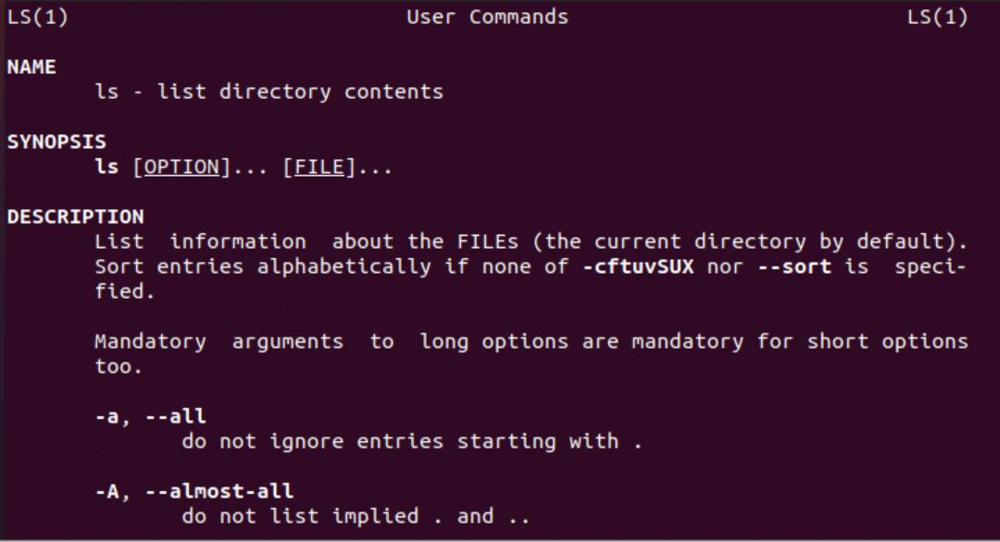 LS(1) User Commands LS(1)
NAME
ls - list directory contents
SYNOPSIS
ls [OPTION]... [FILE]...
DESCRIPTION
List information about the FILEs (the current directory by default).
Sort entries alphabetically if none of -cftuvSUX nor --sort is speci-
fied.
Mandatory arguments to long options are mandatory for short options
too.
-a, --all
do not ignore entries starting with .
-A, --almost-all
do not list implied . and ..